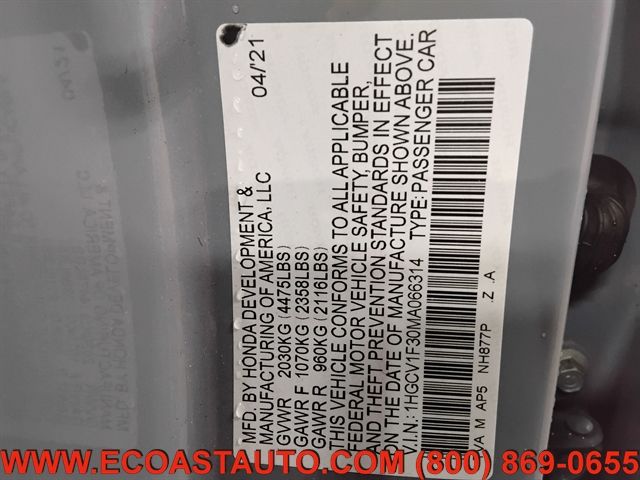 MFD. BY HONDA DEVELOPMENT & 04/'21
MANUFACTURING OF AMERICA, LLC
GVWR 2030KG (4475LBS)
GAWR F 1070KG (2358LBS)
GAWR R 960KG (2116LBS)
THIS VEHICLE CONFORMS TO ALL APPLICABLE
FEDERAL MOTOR VEHICLE SAFETY, BUMPER,
AND THEFT PREVENTION STANDARDS IN EFFECT
ON THE DATE OF MANUFACTURE SHOWN ABOVE.
V.I.N.: 1HGCV1F30MA066314 TYPE: PASSENGER CAR
AP5 NH877P .Z .A
WWW.ECOASTAUTO.COM (800) 869-0655